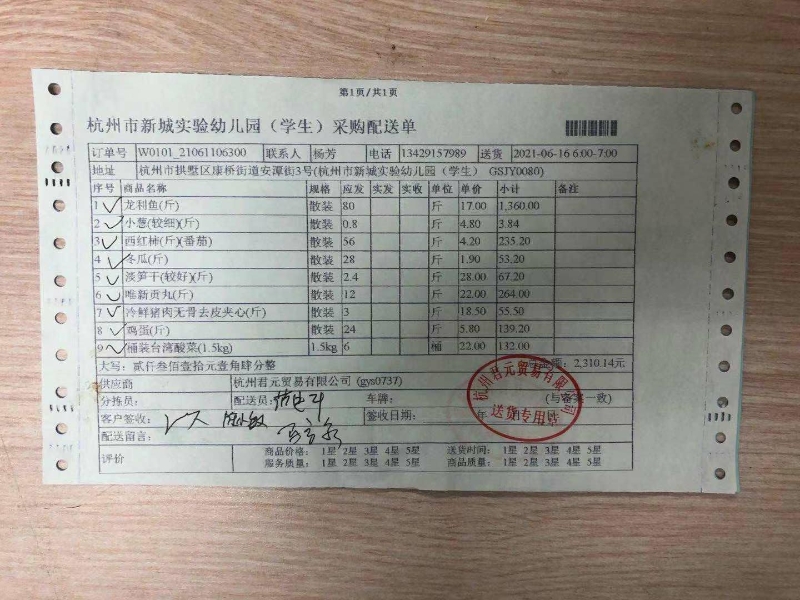 第1页/共1页
杭州市新城实验幼儿园（学生）采购配送单
订单号 W0101_21061106300 联系人 杨芳 电话 13429157989 送货 2021-06-16 6:00-7:00
地址 杭州市拱墅区康桥街道安潭街3号(杭州市新城实验幼儿园（学生） GSJY0080)
序号 商品名称 规格 应发 实发 实收 单位 单价 小计 备注
1 龙利鱼(斤) 散装 80 斤 17.00 1,360.00
2 小葱(较细)(斤) 散装 0.8 斤 4.80 3.84
3 西红柿(斤)(番茄) 散装 56 斤 4.20 235.20
4 冬瓜(斤) 散装 28 斤 1.90 53.20
5 淡笋干(较好)(斤) 散装 2.4 斤 28.00 67.20
6 唯新贡丸(斤) 散装 12 斤 22.00 264.00
7 冷鲜猪肉无骨去皮夹心(斤) 散装 3 斤 18.50 55.50
8 鸡蛋(斤) 散装 24 斤 5.80 139.20
9 桶装台湾酸菜(1.5kg) 1.5kg 6 桶 22.00 132.00
大写: 贰仟叁佰壹拾元壹角肆分整 额: 2,310.14元
供应商 杭州君元贸易有限公司 (gys0737)
分拣员: 配送员: 车牌: (与备案一致)
客户签收: 签收日期: 年 月
配送留言:
评价 商品价格: 1星 2星 3星 4星 5星 送货时间: 1星 2星 3星 4星 5星
服务质量: 1星 2星 3星 4星 5星 商品质量: 1星 2星 3星 4星 5星
杭州君元贸易有限公司
送货专用章